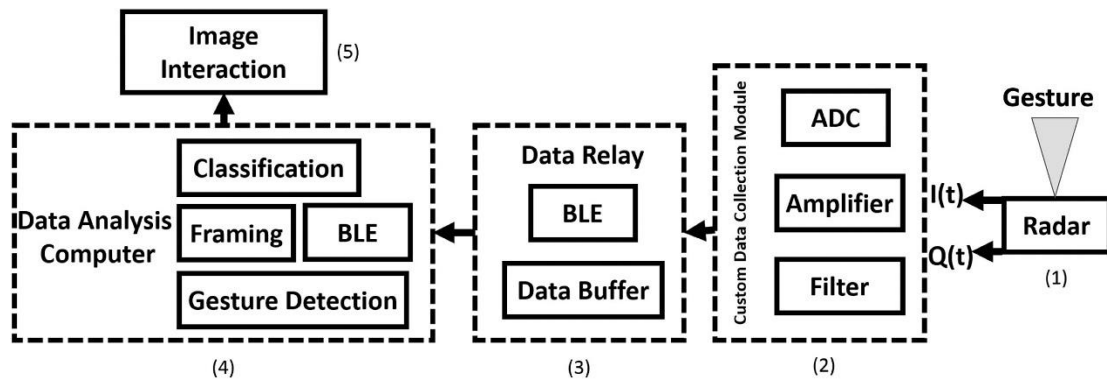 Image
Interaction
(5)
Classification
Data Analysis
Computer
Framing
BLE
Gesture Detection
(4)
Data Relay
BLE
Data Buffer
(3)
Custom Data Collection Module
ADC
Amplifier
Filter
(2)
I(t)
Q(t)
Gesture
Radar
(1)